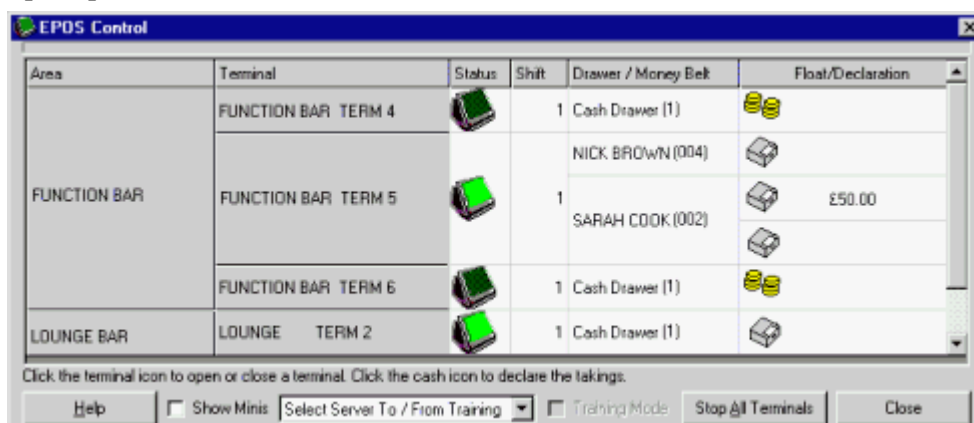 EPOS Control
Area Terminal Status Shift Drawer / Money Belt Float/Declaration
FUNCTION BAR TERM 4 1 Cash Drawer (1)
NICK BROWN (004)
FUNCTION BAR FUNCTION BAR TERM 5 1 £50.00
SARAH COOK (002)
FUNCTION BAR TERM 6 1 Cash Drawer (1)
LOUNGE BAR LOUNGE TERM 2 1 Cash Drawer (1)
Click the terminal icon to open or close a terminal. Click the cash icon to declare the takings.
Help Show Minis Select Server To / From Training Training Mode Stop All Terminals Close